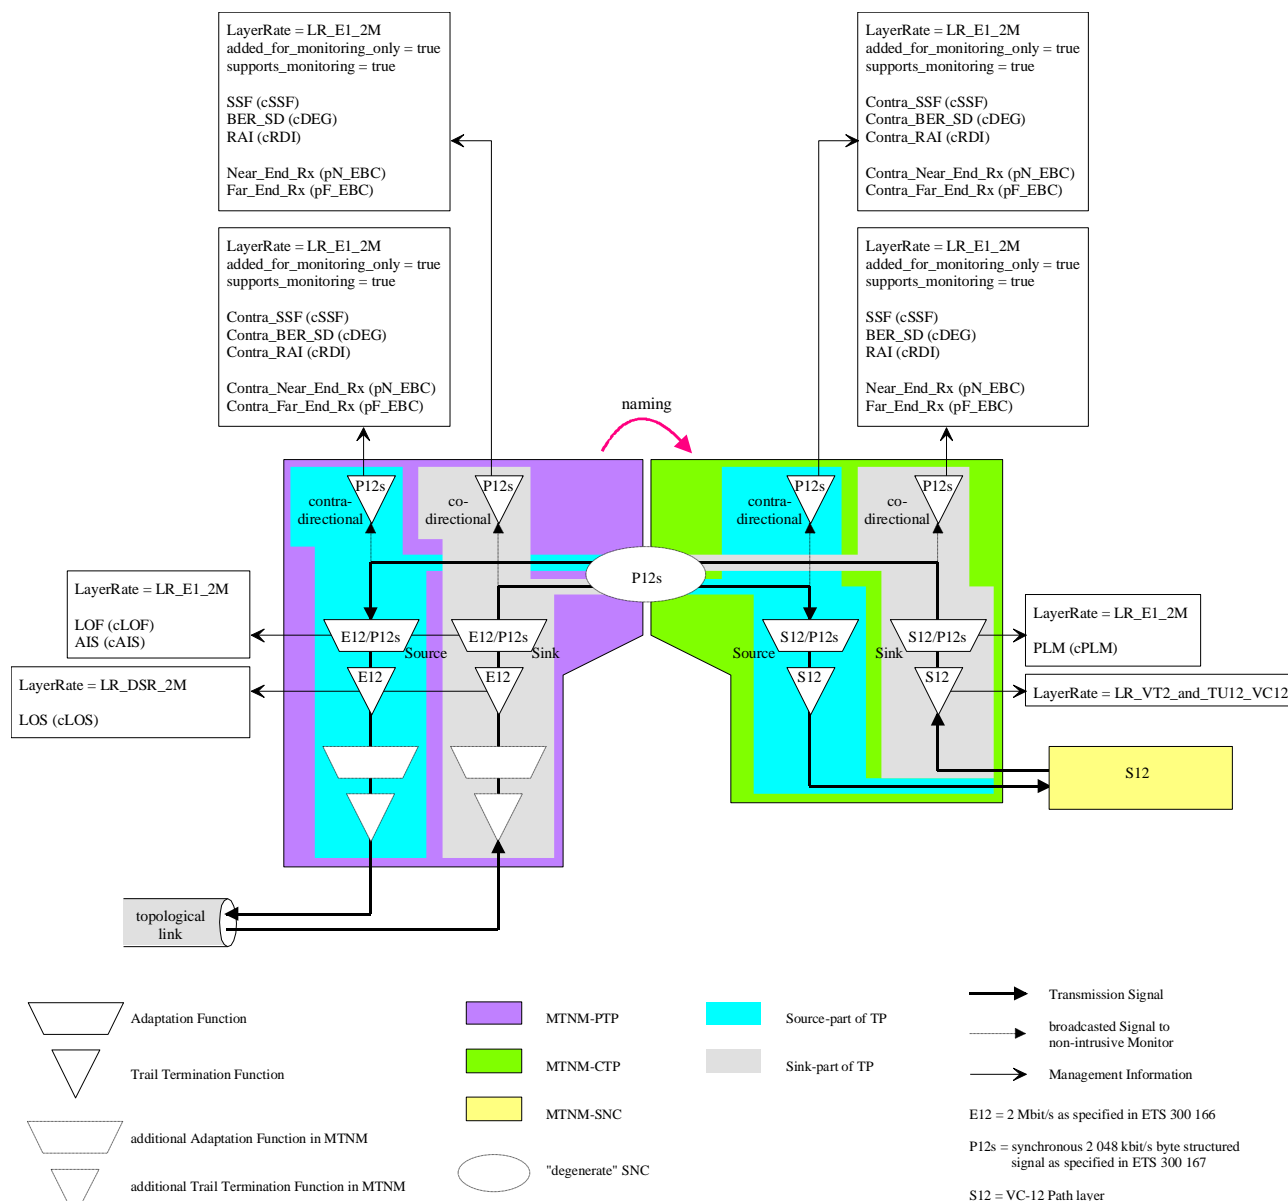 LayerRate = LR_E1_2M
added_for_monitoring_only = true
supports_monitoring = true
SSF (cSSF)
BER_SD (cDEG)
RAI (cRDI)
Near_End_Rx (pN_EBC)
Far_End_Rx (pF_EBC)
LayerRate = LR_E1_2M
added_for_monitoring_only = true
supports_monitoring = true
Contra_SSF (cSSF)
Contra_BER_SD (cDEG)
Contra_RAI (cRDI)
Contra_Near_End_Rx (pN_EBC)
Contra_Far_End_Rx (pF_EBC)
LayerRate = LR_E1_2M
added_for_monitoring_only = true
supports_monitoring = true
Contra_SSF (cSSF)
Contra_BER_SD (cDEG)
Contra_RAI (cRDI)
Contra_Near_End_Rx (pN_EBC)
Contra_Far_End_Rx (pF_EBC)
LayerRate = LR_E1_2M
added_for_monitoring_only = true
supports_monitoring = true
SSF (cSSF)
BER_SD (cDEG)
RAI (cRDI)
Near_End_Rx (pN_EBC)
Far_End_Rx (pF_EBC)
naming
P12s
P12s
P12s
P12s
contra-
directional
co-
directional
contra-
directional
co-
directional
P12s
LayerRate = LR_E1_2M
LOF (cLOF)
AIS (cAIS)
E12/P12s
E12/P12s
S12/P12s
S12/P12s
Source
Sink
Source
Sink
LayerRate = LR_E1_2M
PLM (cPLM)
LayerRate = LR_DSR_2M
LOS (cLOS)
E12
E12
S12
S12
LayerRate = LR_VT2_and_TU12_VC12
S12
topological
link
Adaptation Function
Trail Termination Function
additional Adaptation Function in MTNM
additional Trail Termination Function in MTNM
MTNM-PTP
MTNM-CTP
MTNM-SNC
"degenerate" SNC
Source-part of TP
Sink-part of TP
Transmission Signal
broadcasted Signal to
non-intrusive Monitor
Management Information
E12 = 2 Mbit/s as specified in ETS 300 166
P12s = synchronous 2 048 kbit/s byte structured
signal as specified in ETS 300 167
S12 = VC-12 Path layer